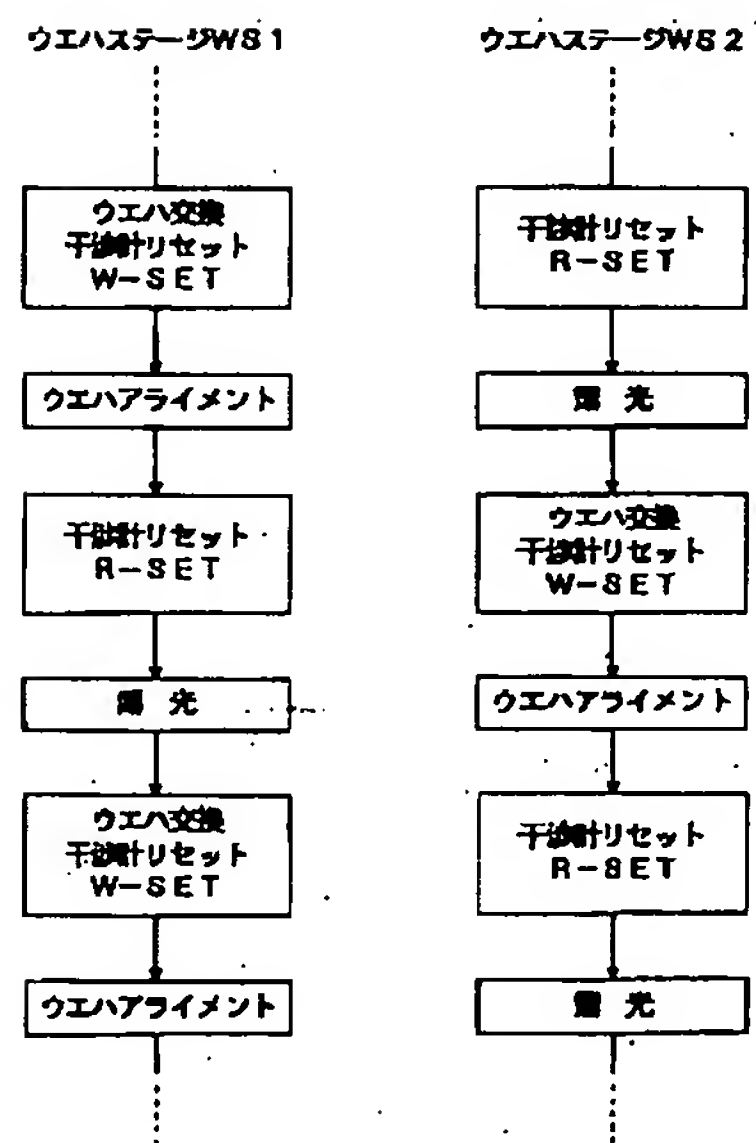 ウエハステージWS1
ウエハ交換
干渉計リセット
W-SET
ウエハアライメント
干渉計リセット
R-SET
露 光
ウエハ交換
干渉計リセット
W-SET
ウエハアライメント
ウエハステージWS2
干渉計リセット
R-SET
露 光
ウエハ交換
干渉計リセット
W-SET
ウエハアライメント
干渉計リセット
R-SET
露 光